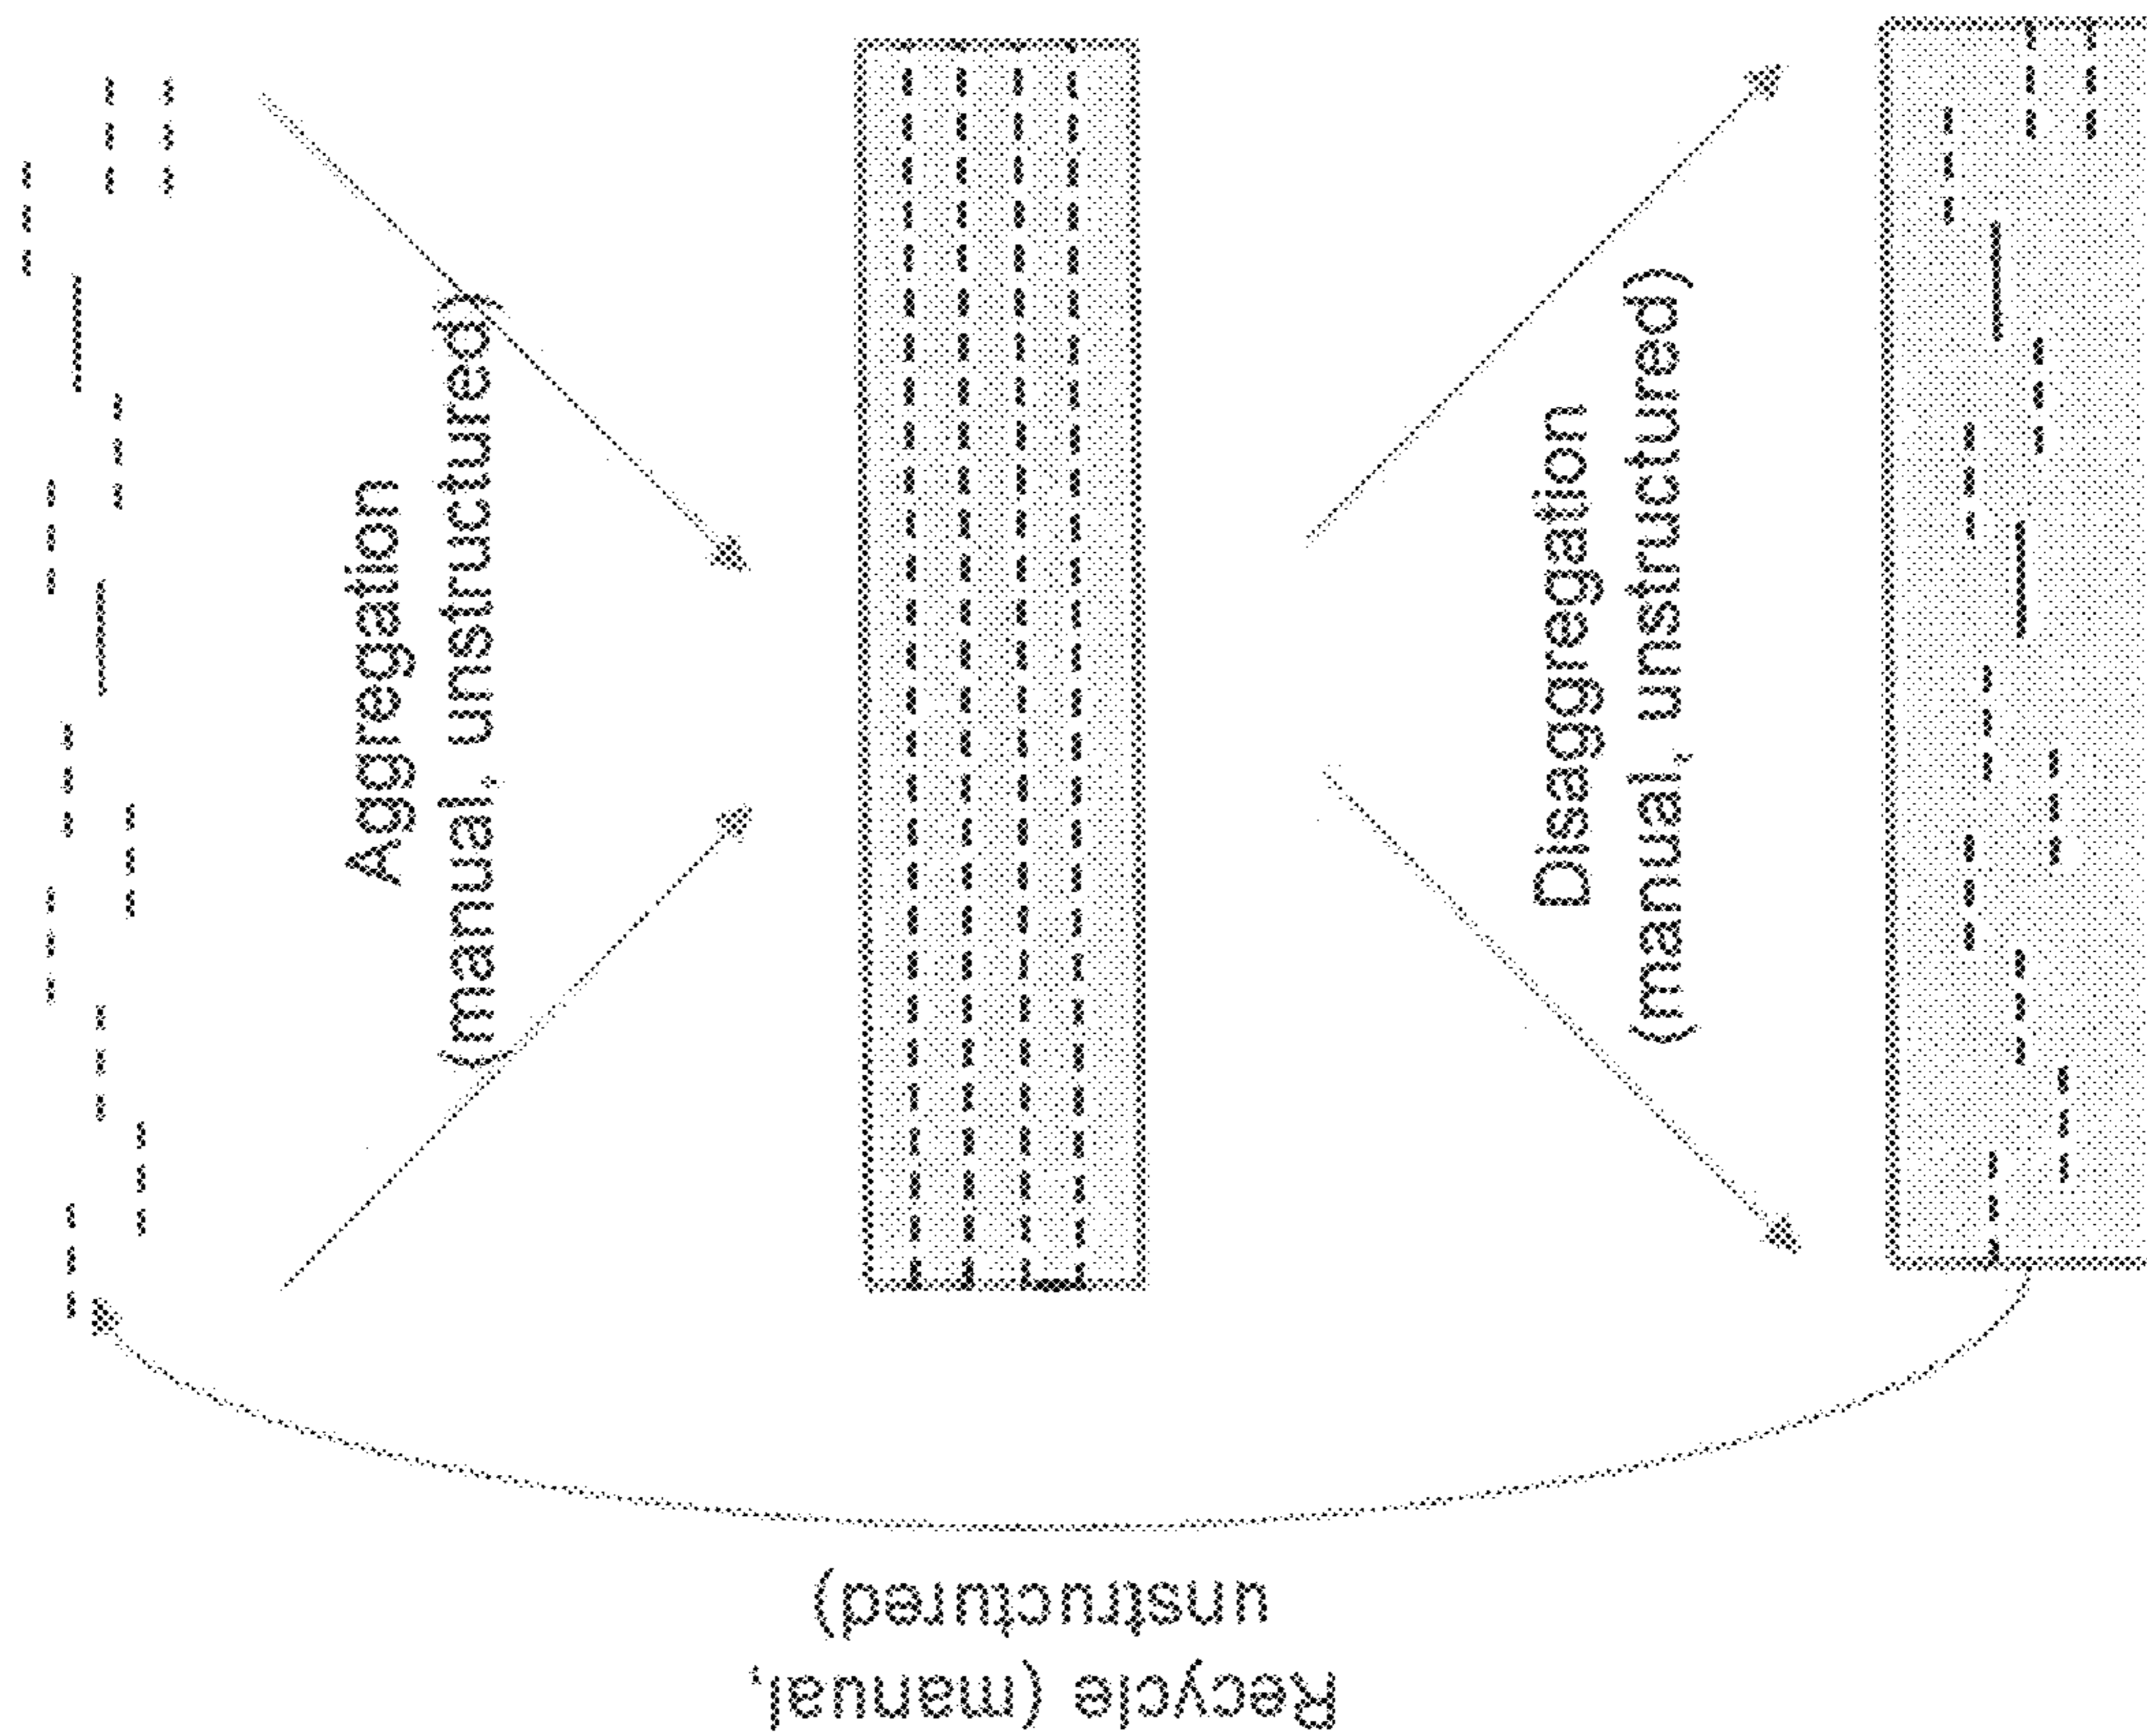 Aggregation
(manual, unstructured)
Disaggregation
(manual, unstructured)
Recycle (manual,
unstructured)